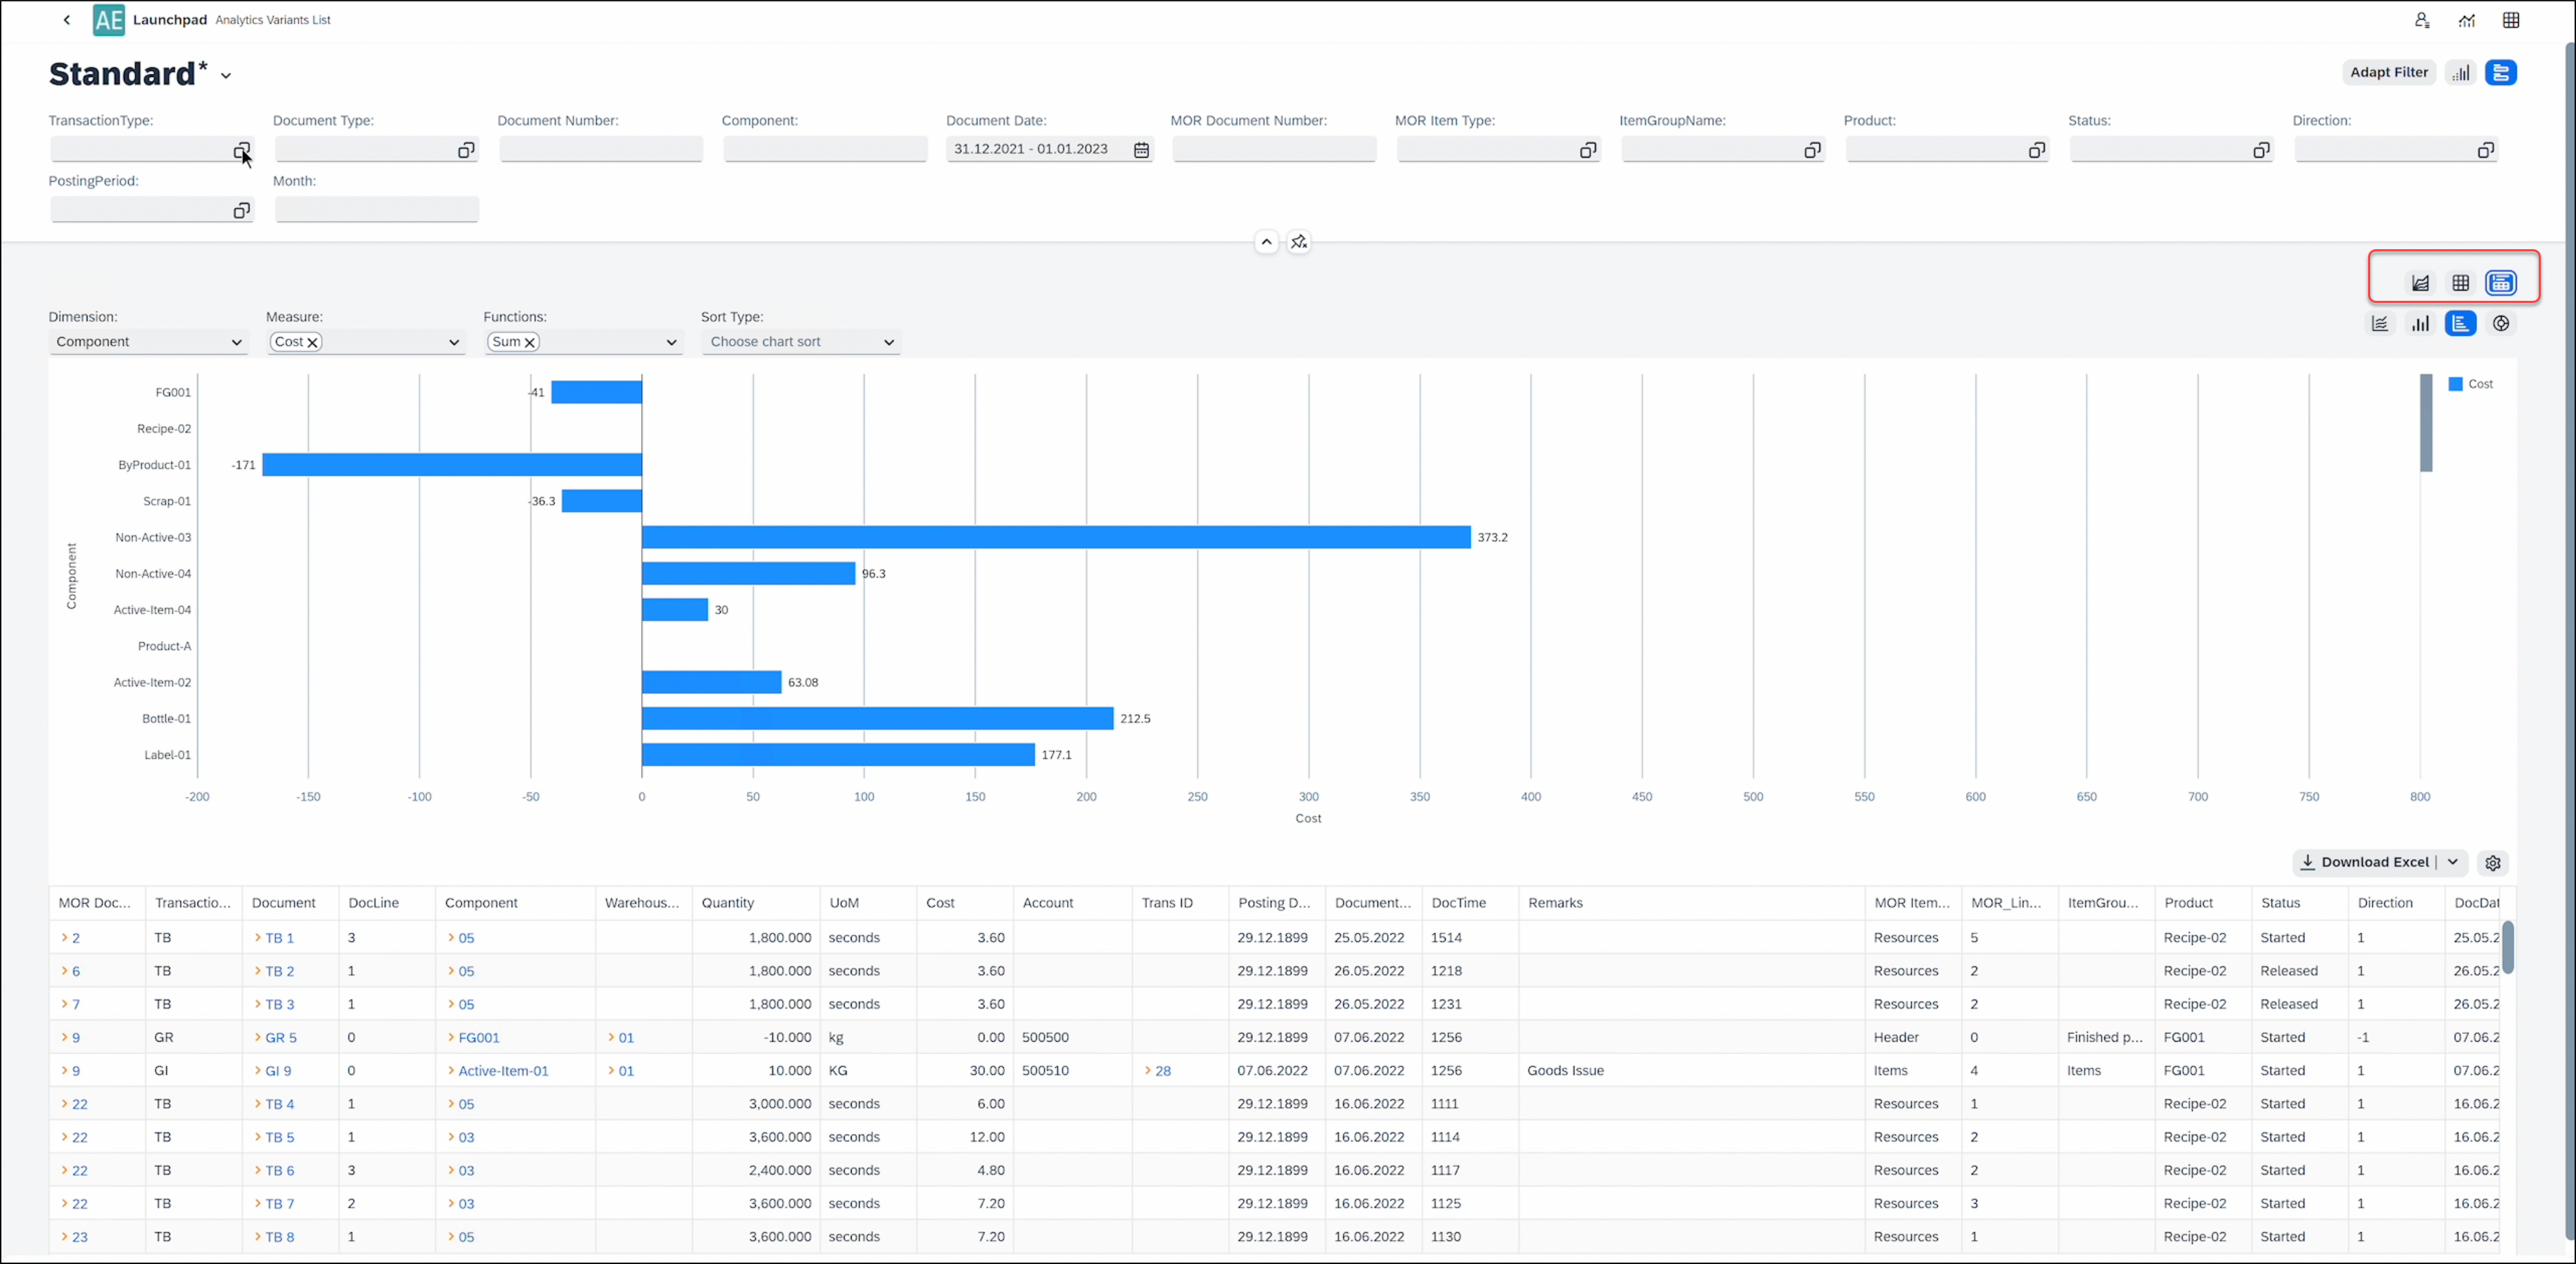 AE Launchpad Analytics Variants List
Standard*
Adapt Filter
TransactionType: Document Type: Document Number: Component: Document Date: MOR Document Number: MOR Item Type: ItemGroupName: Product: Status: Direction:
31.12.2021 - 01.01.2023
PostingPeriod: Month:
Dimension: Measure: Functions: Sort Type:
Component Cost Sum Choose chart sort
Cost
FG001 -41
Recipe-02
ByProduct-01 -171
Scrap-01 -36.3
Non-Active-03 373.2
Non-Active-04 96.3
Active-Item-04 30
Product-A
Active-Item-02 63.08
Bottle-01 212.5
Label-01 177.1
Component
-200 -150 -100 -50 0 50 100 150 200 250 300 350 400 450 500 550 600 650 700 750 800
Cost
Download Excel
MOR Doc... Transactio... Document DocLine Component Warehous... Quantity UoM Cost Account Trans ID Posting D... Document... DocTime Remarks MOR Item... MOR_Lin... ItemGrou... Product Status Direction DocDat
2 TB TB 1 3 05 1,800.000 seconds 3.60 29.12.1899 25.05.2022 1514 Resources 5 Recipe-02 Started 1 25.05.2
6 TB TB 2 1 05 1,800.000 seconds 3.60 29.12.1899 26.05.2022 1218 Resources 2 Recipe-02 Released 1 26.05.2
7 TB TB 3 1 05 1,800.000 seconds 3.60 29.12.1899 26.05.2022 1231 Resources 2 Recipe-02 Released 1 26.05.2
9 GR GR 5 0 FG001 01 -10.000 kg 0.00 500500 29.12.1899 07.06.2022 1256 Header 0 Finished p... FG001 Started -1 07.06.2
9 GI GI 9 0 Active-Item-01 01 10.000 KG 30.00 500510 28 07.06.2022 07.06.2022 1256 Goods Issue Items 4 Items FG001 Started 1 07.06.2
22 TB TB 4 1 05 3,000.000 seconds 6.00 29.12.1899 16.06.2022 1111 Resources 1 Recipe-02 Started 1 16.06.2
22 TB TB 5 1 03 3,600.000 seconds 12.00 29.12.1899 16.06.2022 1114 Resources 2 Recipe-02 Started 1 16.06.2
22 TB TB 6 3 03 2,400.000 seconds 4.80 29.12.1899 16.06.2022 1117 Resources 2 Recipe-02 Started 1 16.06.2
22 TB TB 7 2 03 3,600.000 seconds 7.20 29.12.1899 16.06.2022 1125 Resources 3 Recipe-02 Started 1 16.06.2
23 TB TB 8 1 05 3,600.000 seconds 7.20 29.12.1899 16.06.2022 1130 Resources 1 Recipe-02 Started 1 16.06.2